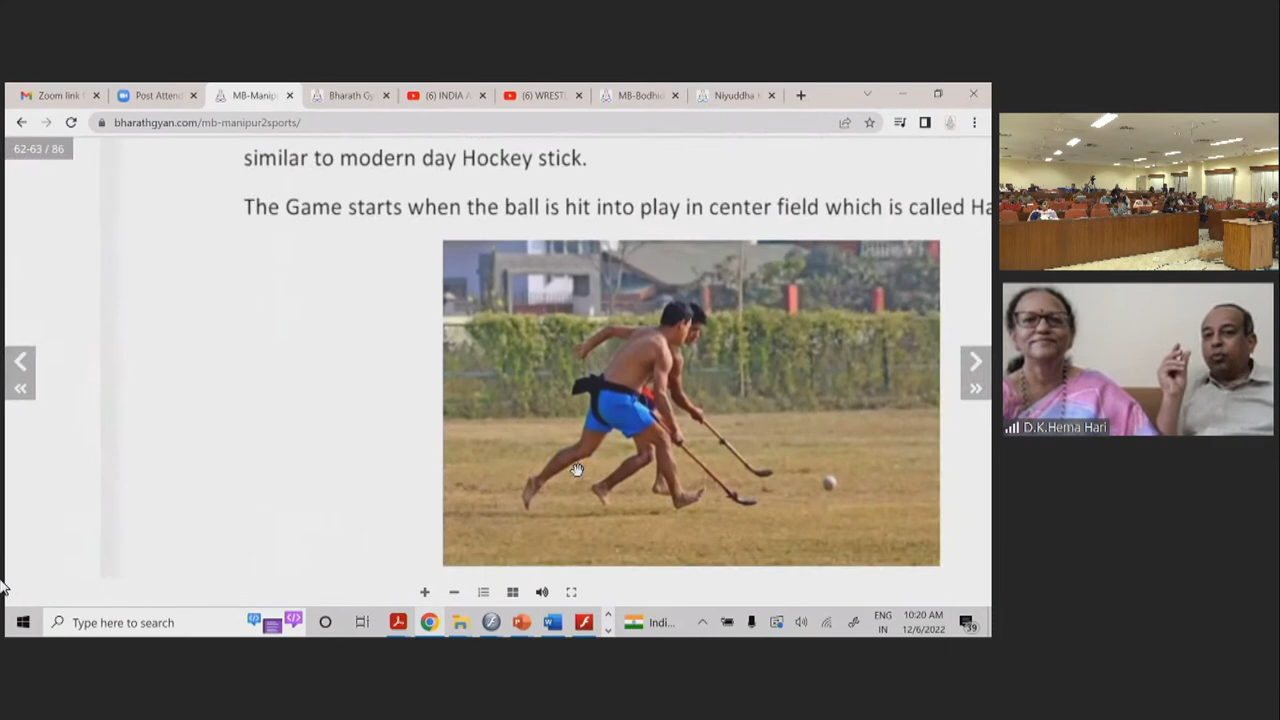 Zoom link
Post Attend
MB-Manip
Bharath Gy
(6) INDIA A
(6) WRESTL
MB-Bodhid
Niyuddha
bharathgyan.com/mb-manipur2sports/
62-63 / 86
similar to modern day Hockey stick.
The Game starts when the ball is hit into play in center field which is called Ha
D.K.Hema Hari
Type here to search
Indi...
ENG
IN
10:20 AM
12/6/2022
39